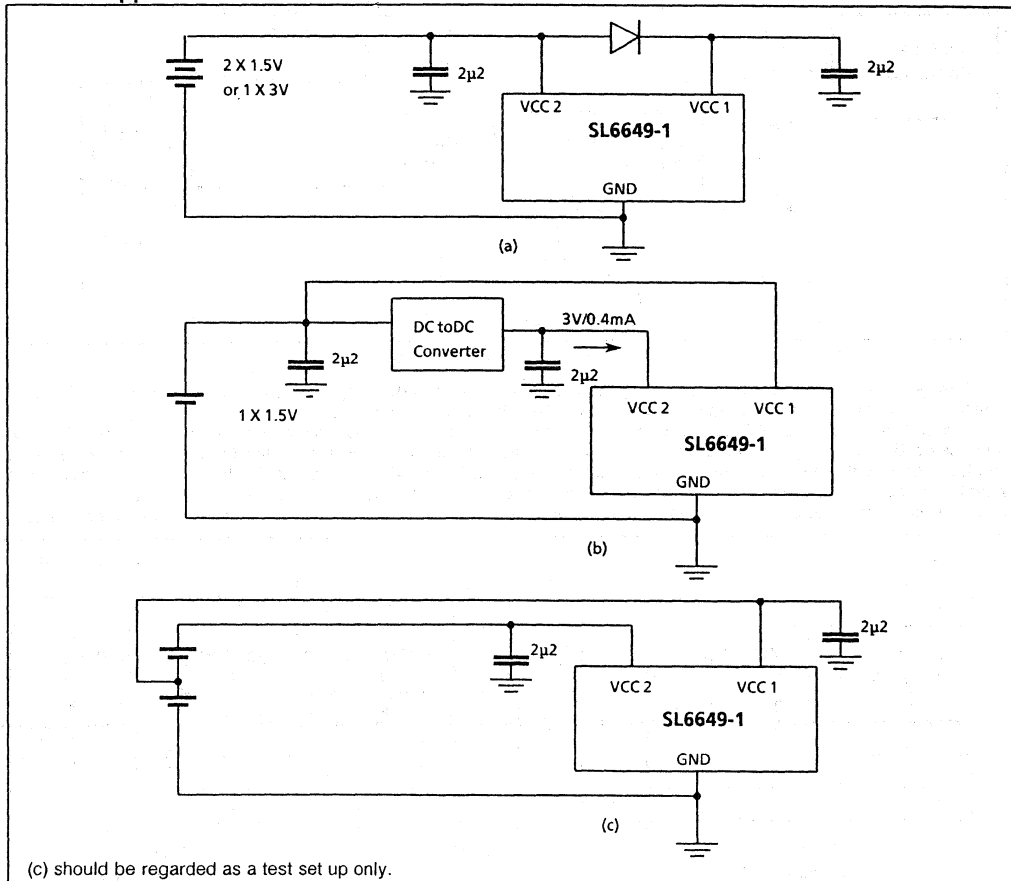 2 X 1.5V
or 1 X 3V
2µ2
2µ2
VCC 2
VCC 1
SL6649-1
GND
(a)
DC toDC
Converter
3V/0.4mA
2µ2
2µ2
1 X 1.5V
VCC 2
VCC 1
SL6649-1
GND
(b)
2µ2
2µ2
VCC 2
VCC 1
SL6649-1
GND
(c)
(c) should be regarded as a test set up only.